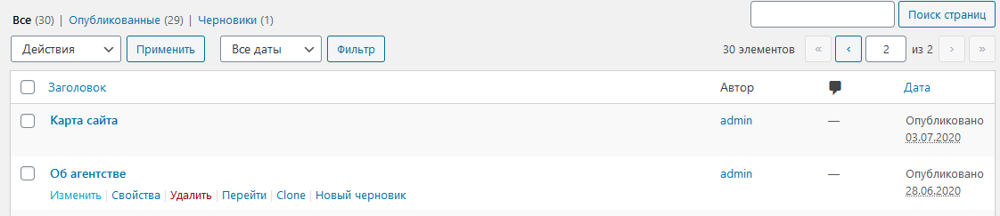 Все (30) | Опубликованные (29) | Черновики (1)
Поиск страниц
Действия Применить Все даты Фильтр 30 элементов « ‹ 2 из 2 › »
Заголовок Автор Дата
Карта сайта admin — Опубликовано
03.07.2020
Об агентстве admin — Опубликовано
Изменить | Свойства | Удалить | Перейти | Clone | Новый черновик 28.06.2020